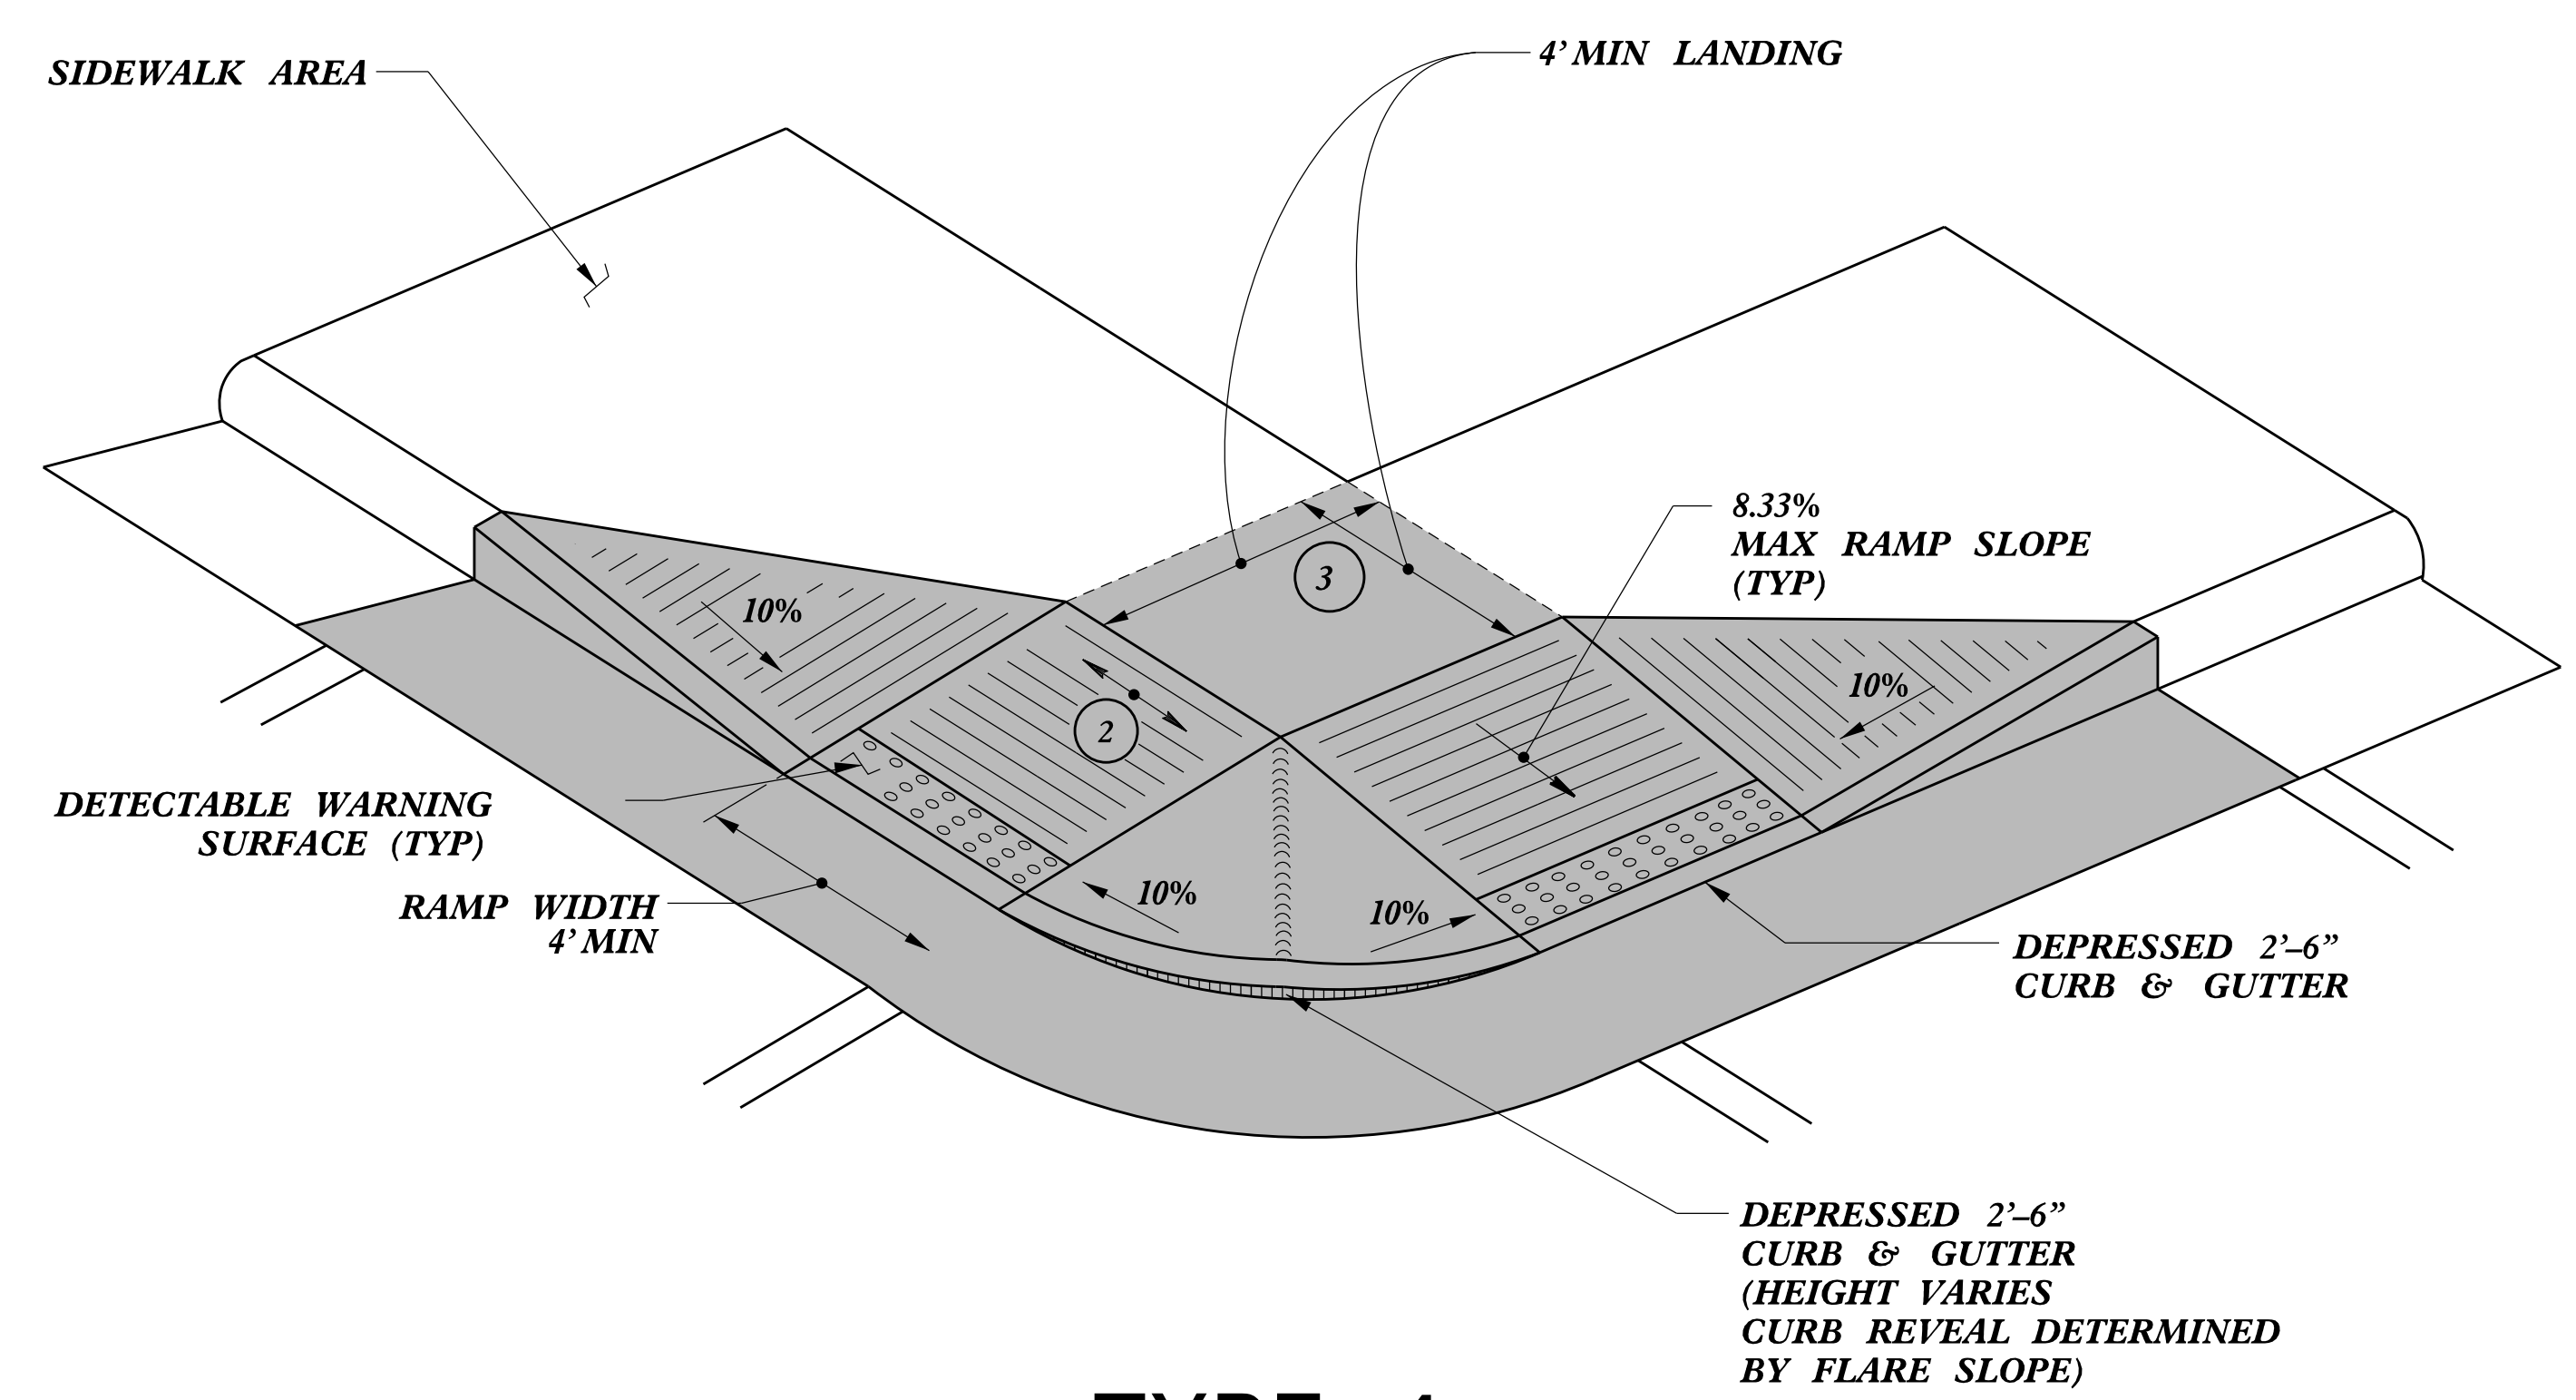 4’ MIN LANDING
SIDEWALK AREA
8.33%
MAX RAMP SLOPE
(TYP)
3
10%
10%
2
DETECTABLE WARNING
SURFACE (TYP)
10%
10%
RAMP WIDTH
4’ MIN
DEPRESSED 2’–6”
CURB & GUTTER
DEPRESSED 2’–6”
CURB & GUTTER
(HEIGHT VARIES
CURB REVEAL DETERMINED
BY FLARE SLOPE)